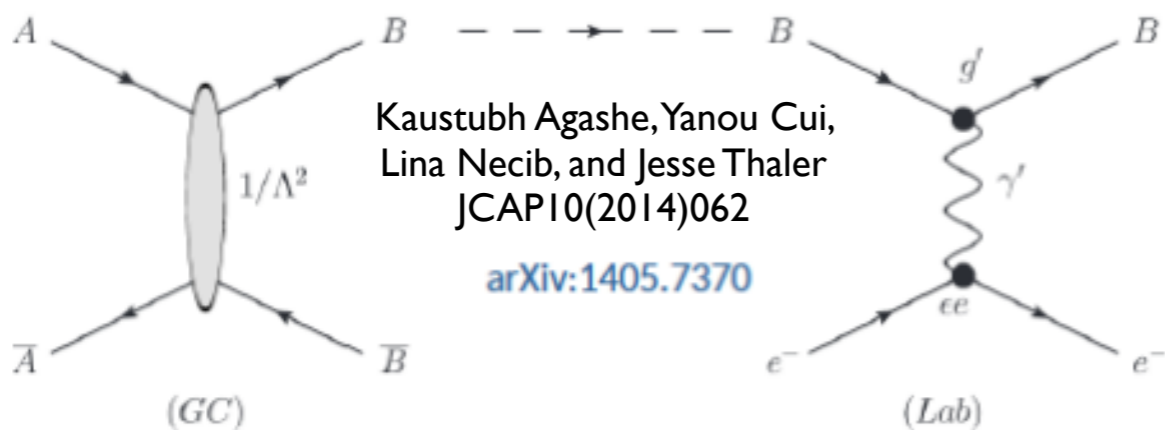 A B B B
g′
Kaustubh Agashe, Yanou Cui,
Lina Necib, and Jesse Thaler
1/Λ² γ′
JCAP10(2014)062
arXiv:1405.7370
ϵe
A̅ B̅ e⁻ e⁻
(GC) (Lab)